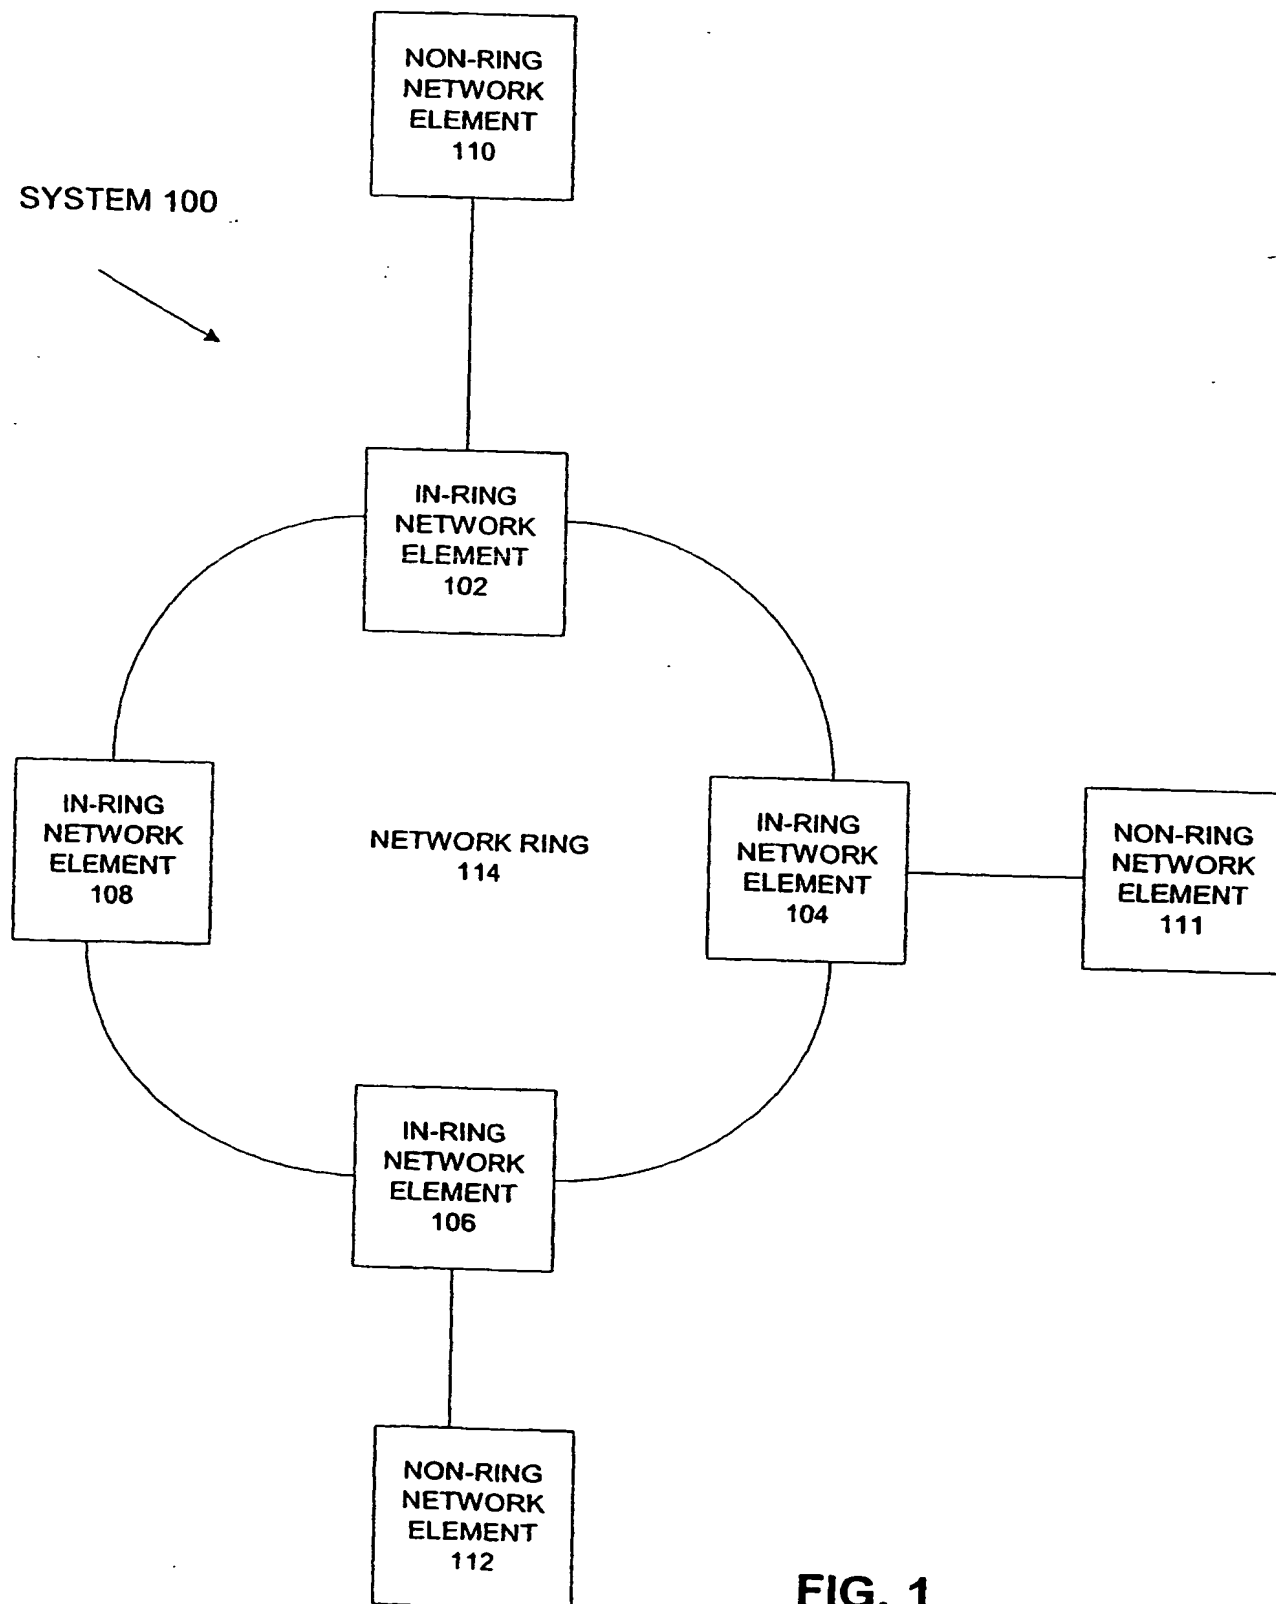 NON-RING
NETWORK
ELEMENT
110
SYSTEM 100
IN-RING
NETWORK
ELEMENT
102
IN-RING
NETWORK
ELEMENT
108
NETWORK RING
114
IN-RING
NETWORK
ELEMENT
104
NON-RING
NETWORK
ELEMENT
111
IN-RING
NETWORK
ELEMENT
106
NON-RING
NETWORK
ELEMENT
112
FIG. 1